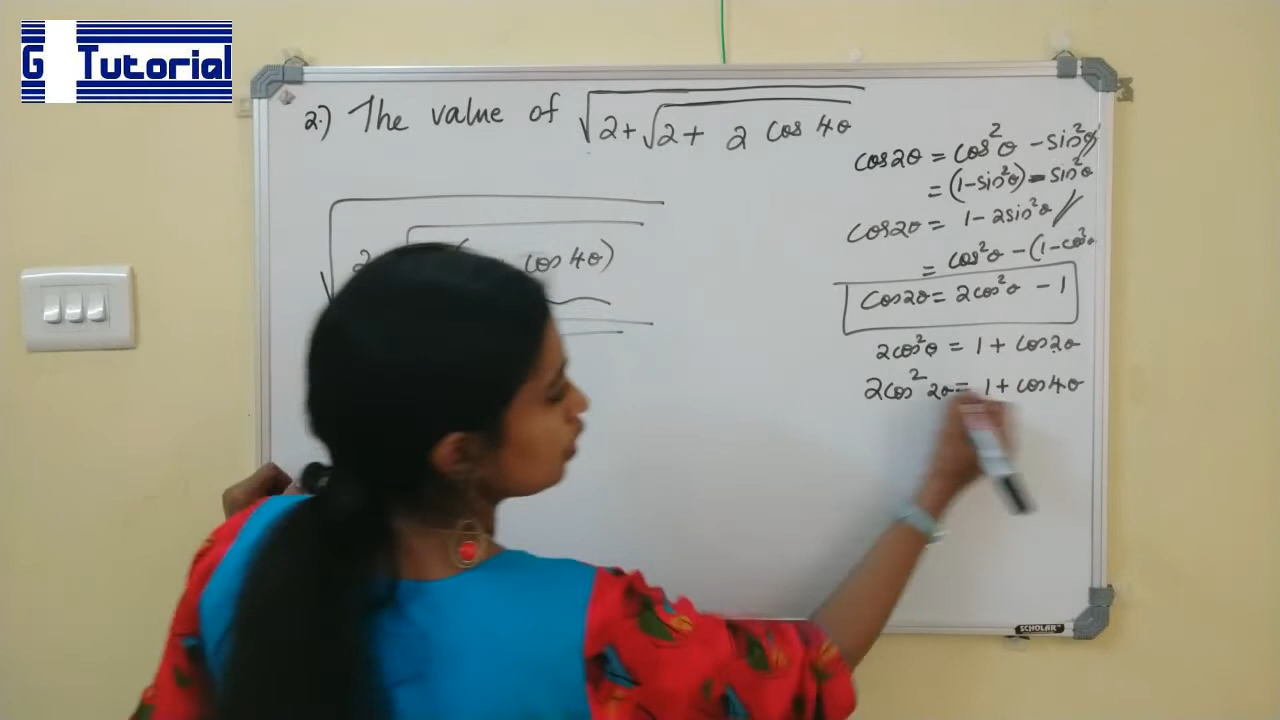 G Tutorial
2.) The value of √2+√2+ 2 cos 4θ
cos 4θ)
cos2θ = cos²θ - sin²θ
= (1-sin²θ) - sin²θ
cos2θ = 1 - 2sin²θ
= cos²θ - (1-cos²θ
cos2θ = 2cos²θ - 1
2cos²θ = 1 + cos2θ
2cos²2θ = 1 + cos4θ
SCHOLAR